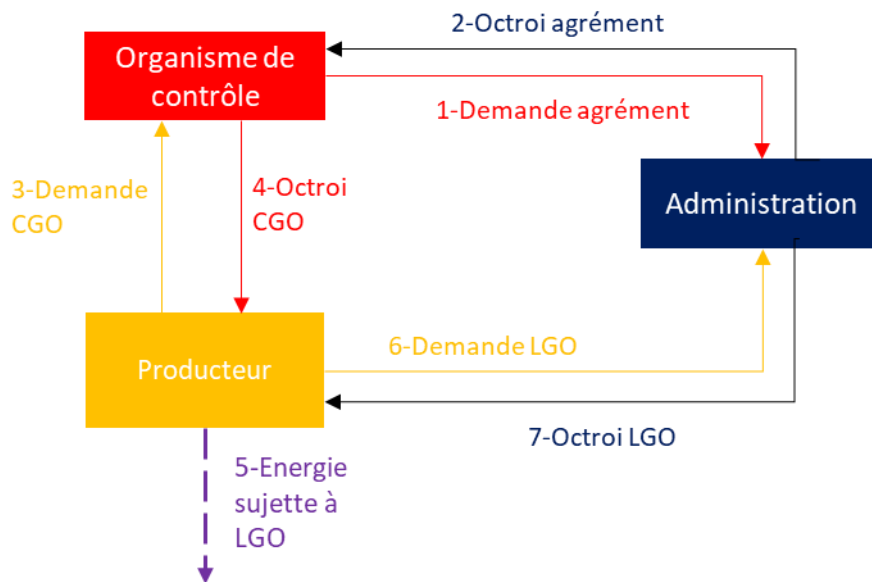 2-Octroi agrément
Organisme de
contrôle
1-Demande agrément
3-Demande
CGO
4-Octroi
CGO
Administration
Producteur
6-Demande LGO
7-Octroi LGO
5-Energie
sujette à
LGO